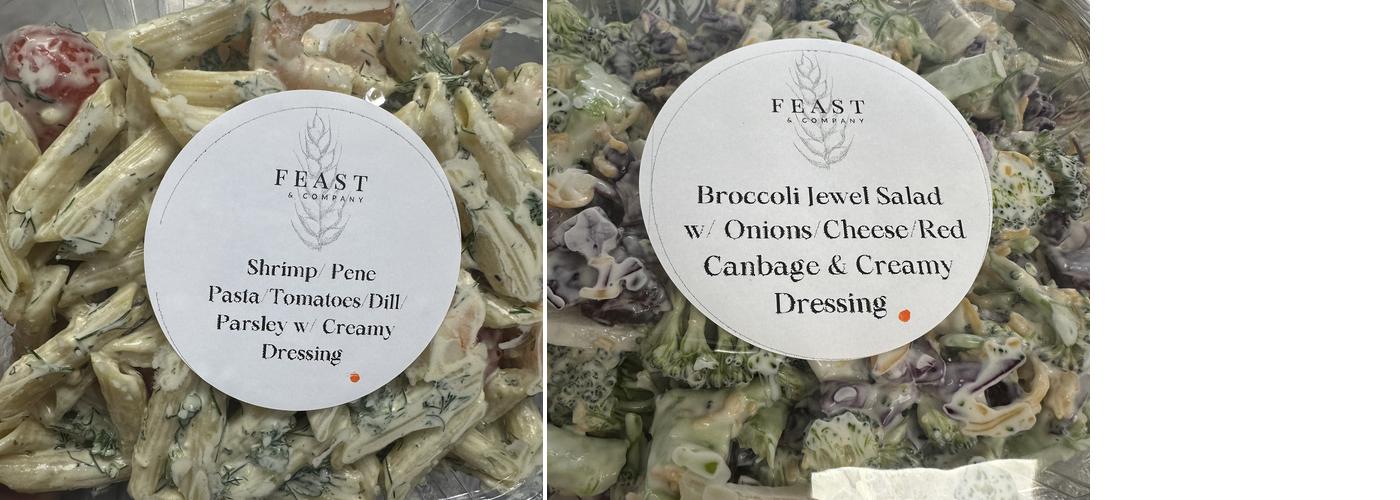 FEAST
& COMPANY
Shrimp/ Pene
Pasta/Tomatoes/Dill/
Parsley w/ Creamy
Dressing
FEAST
& COMPANY
Broccoli Jewel Salad
w/ Onions/Cheese/Red
Canbage & Creamy
Dressing